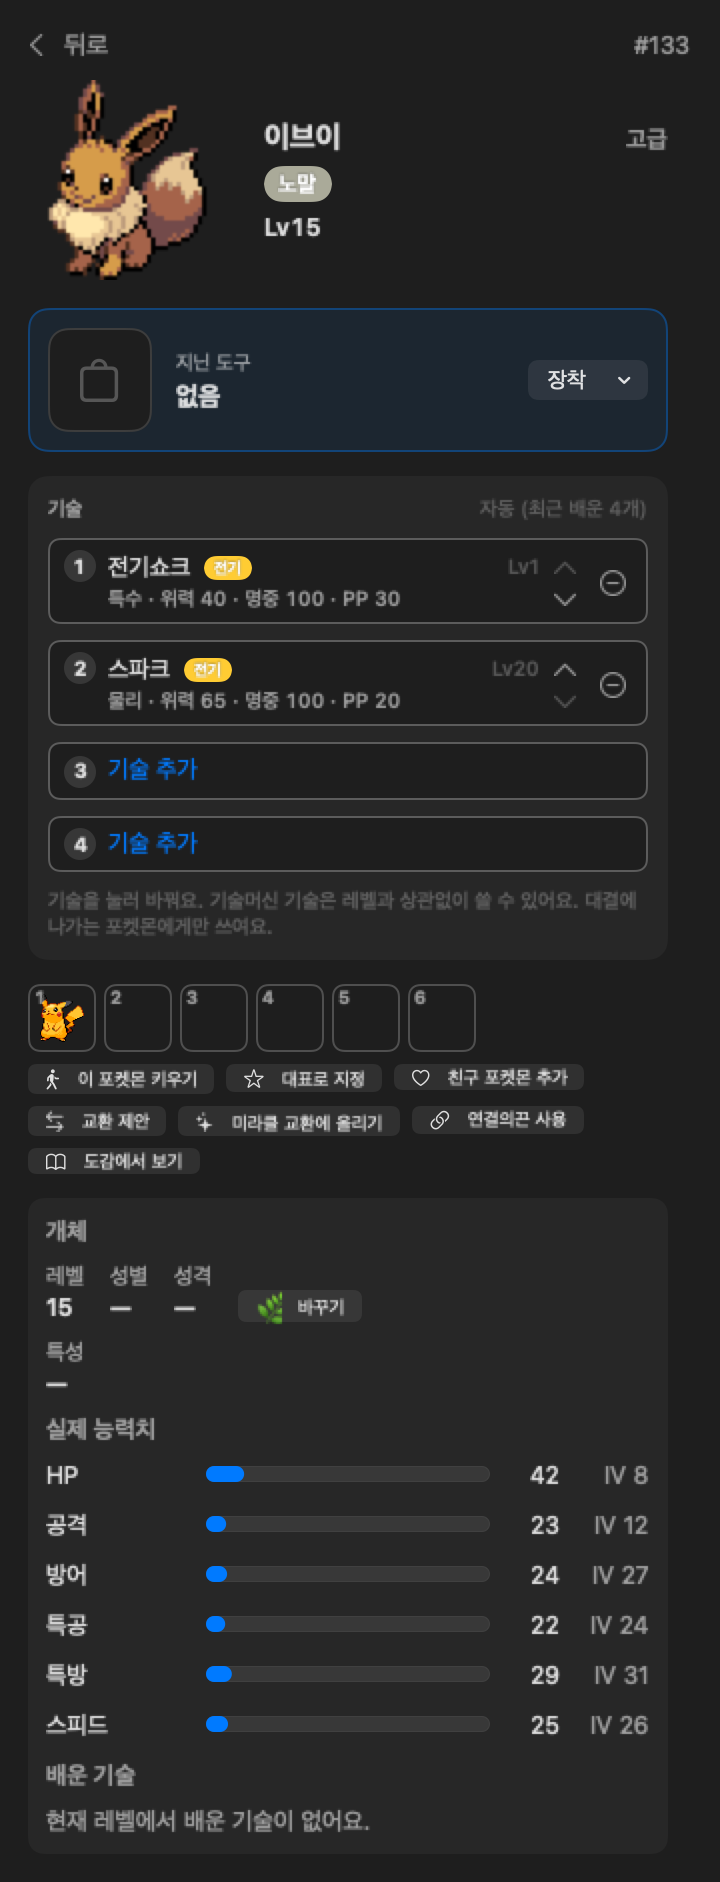 뒤로
#133
이브이
고급
노말
Lv15
지닌 도구
없음
장착
기술
자동 (최근 배운 4개)
1 전기쇼크 전기 Lv1
특수 · 위력 40 · 명중 100 · PP 30
2 스파크 전기 Lv20
물리 · 위력 65 · 명중 100 · PP 20
3 기술 추가
4 기술 추가
기술을 눌러 바꿔요. 기술머신 기술은 레벨과 상관없이 쓸 수 있어요. 대결에
나가는 포켓몬에게만 쓰여요.
1 2 3 4 5 6
이 포켓몬 키우기 대표로 지정 친구 포켓몬 추가
교환 제안 미라클 교환에 올리기 연결의끈 사용
도감에서 보기
개체
레벨 성별 성격
15 — — 바꾸기
특성
—
실제 능력치
HP 42 IV 8
공격 23 IV 12
방어 24 IV 27
특공 22 IV 24
특방 29 IV 31
스피드 25 IV 26
배운 기술
현재 레벨에서 배운 기술이 없어요.